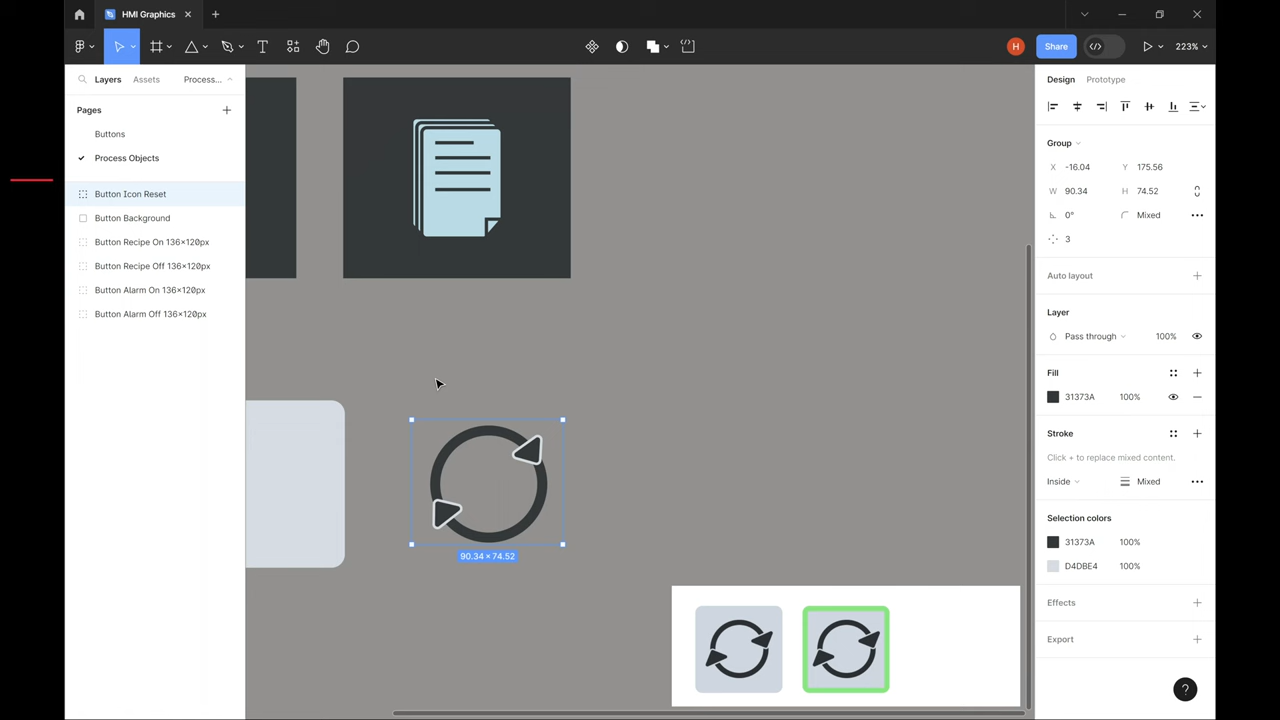 HMI Graphics
H
Share
223%
Layers
Assets
Process...
Pages
Buttons
Process Objects
Button Icon Reset
Button Background
Button Recipe On 136×120px
Button Recipe Off 136×120px
Button Alarm On 136×120px
Button Alarm Off 136×120px
90.34 × 74.52
Design
Prototype
Group
X -16.04 Y 175.56
W 90.34 H 74.52
0° Mixed
3
Auto layout
Layer
Pass through 100%
Fill
31373A 100%
Stroke
Click + to replace mixed content.
Inside Mixed
Selection colors
31373A 100%
D4DBE4 100%
Effects
Export
?